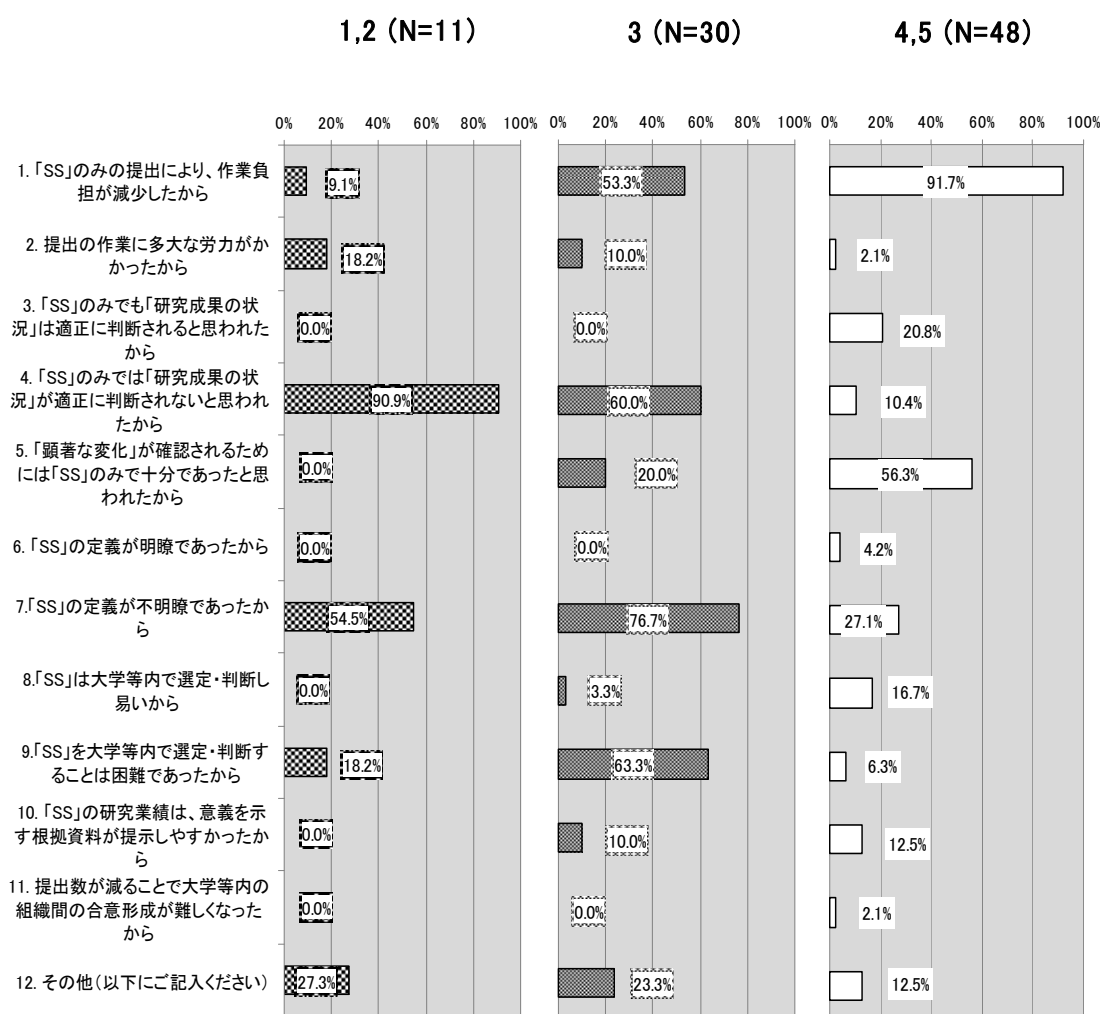 1,2 (N=11) 3 (N=30) 4,5 (N=48)
0% 20% 40% 60% 80% 100% 0% 20% 40% 60% 80% 100% 0% 20% 40% 60% 80% 100%
1. 「SS」のみの提出により、作業負
担が減少したから
9.1% 53.3% 91.7%
2. 提出の作業に多大な労力がか
かったから
18.2% 10.0% 2.1%
3. 「SS」のみでも「研究成果の状
況」は適正に判断されると思われた
から
0.0% 0.0% 20.8%
4. 「SS」のみでは「研究成果の状
況」が適正に判断されないと思われ
たから
90.9% 60.0% 10.4%
5. 「顕著な変化」が確認されるため
には「SS」のみで十分であったと思
われたから
0.0% 20.0% 56.3%
6. 「SS」の定義が明瞭であったから
0.0% 0.0% 4.2%
7.「SS」の定義が不明瞭であったか
ら
54.5% 76.7% 27.1%
8.「SS」は大学等内で選定・判断し
易いから
0.0% 3.3% 16.7%
9.「SS」を大学等内で選定・判断す
ることは困難であったから
18.2% 63.3% 6.3%
10. 「SS」の研究業績は、意義を示
す根拠資料が提示しやすかったか
ら
0.0% 10.0% 12.5%
11. 提出数が減ることで大学等内の
組織間の合意形成が難しくなった
から
0.0% 0.0% 2.1%
12. その他(以下にご記入ください)
27.3% 23.3% 12.5%